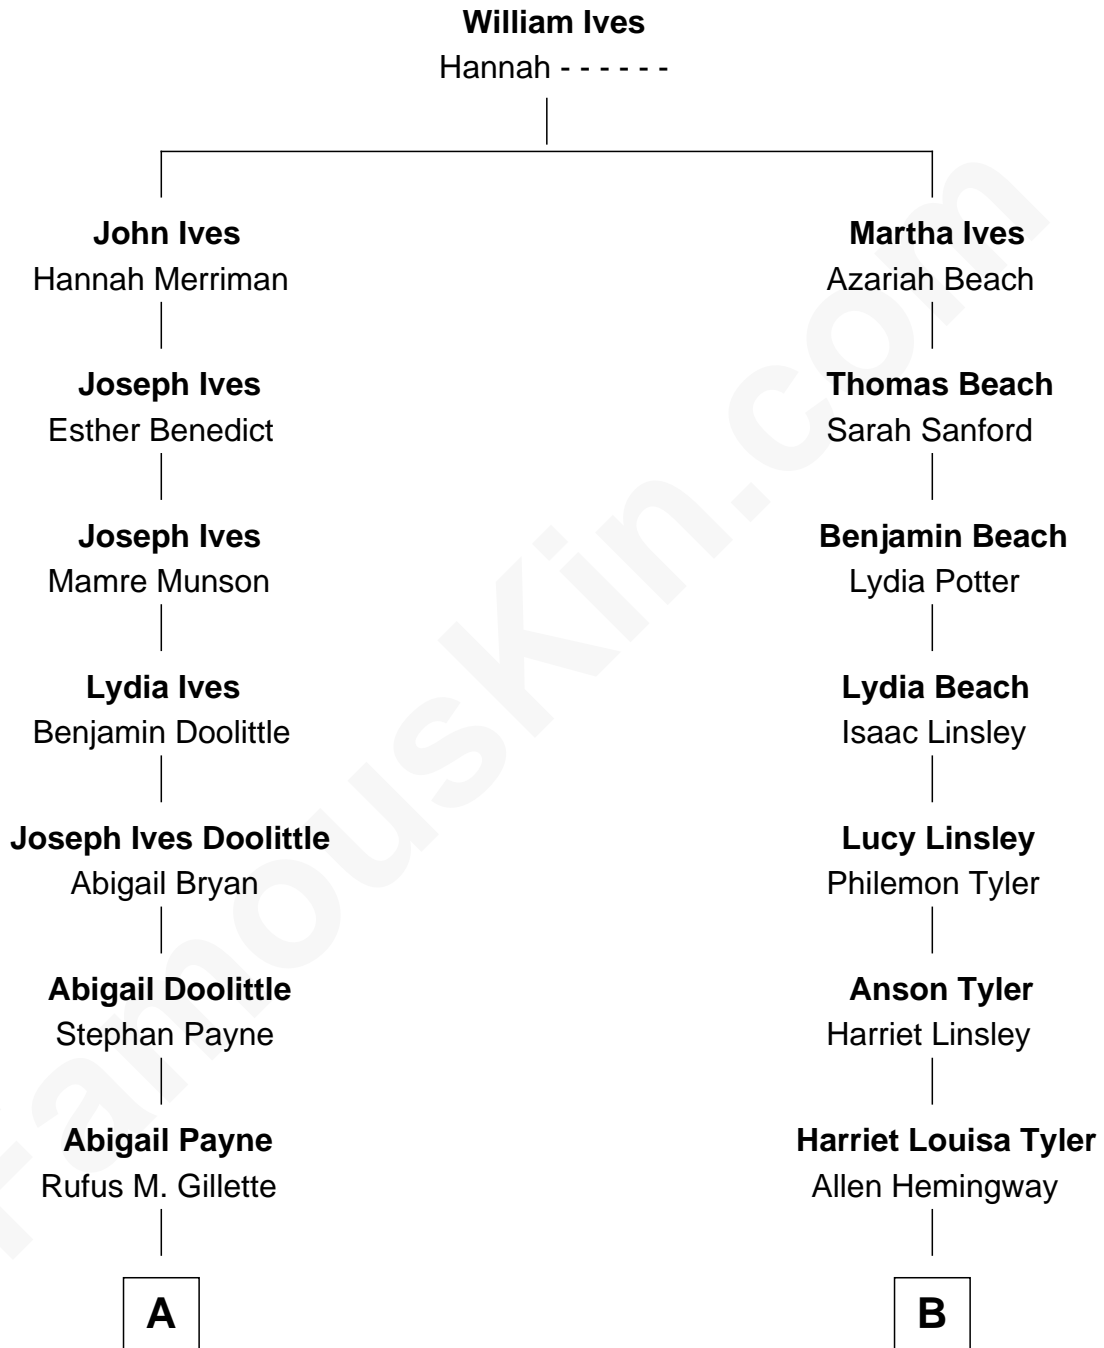 William Ives
Hannah - - - - - -
John Ives
Hannah Merriman
Martha Ives
Azariah Beach
Joseph Ives
Esther Benedict
Thomas Beach
Sarah Sanford
Joseph Ives
Mamre Munson
Benjamin Beach
Lydia Potter
Lydia Ives
Benjamin Doolittle
Lydia Beach
Isaac Linsley
Joseph Ives Doolittle
Abigail Bryan
Lucy Linsley
Philemon Tyler
Abigail Doolittle
Stephan Payne
Anson Tyler
Harriet Linsley
Abigail Payne
Rufus M. Gillette
Harriet Louisa Tyler
Allen Hemingway
A
B
FamousKin.com